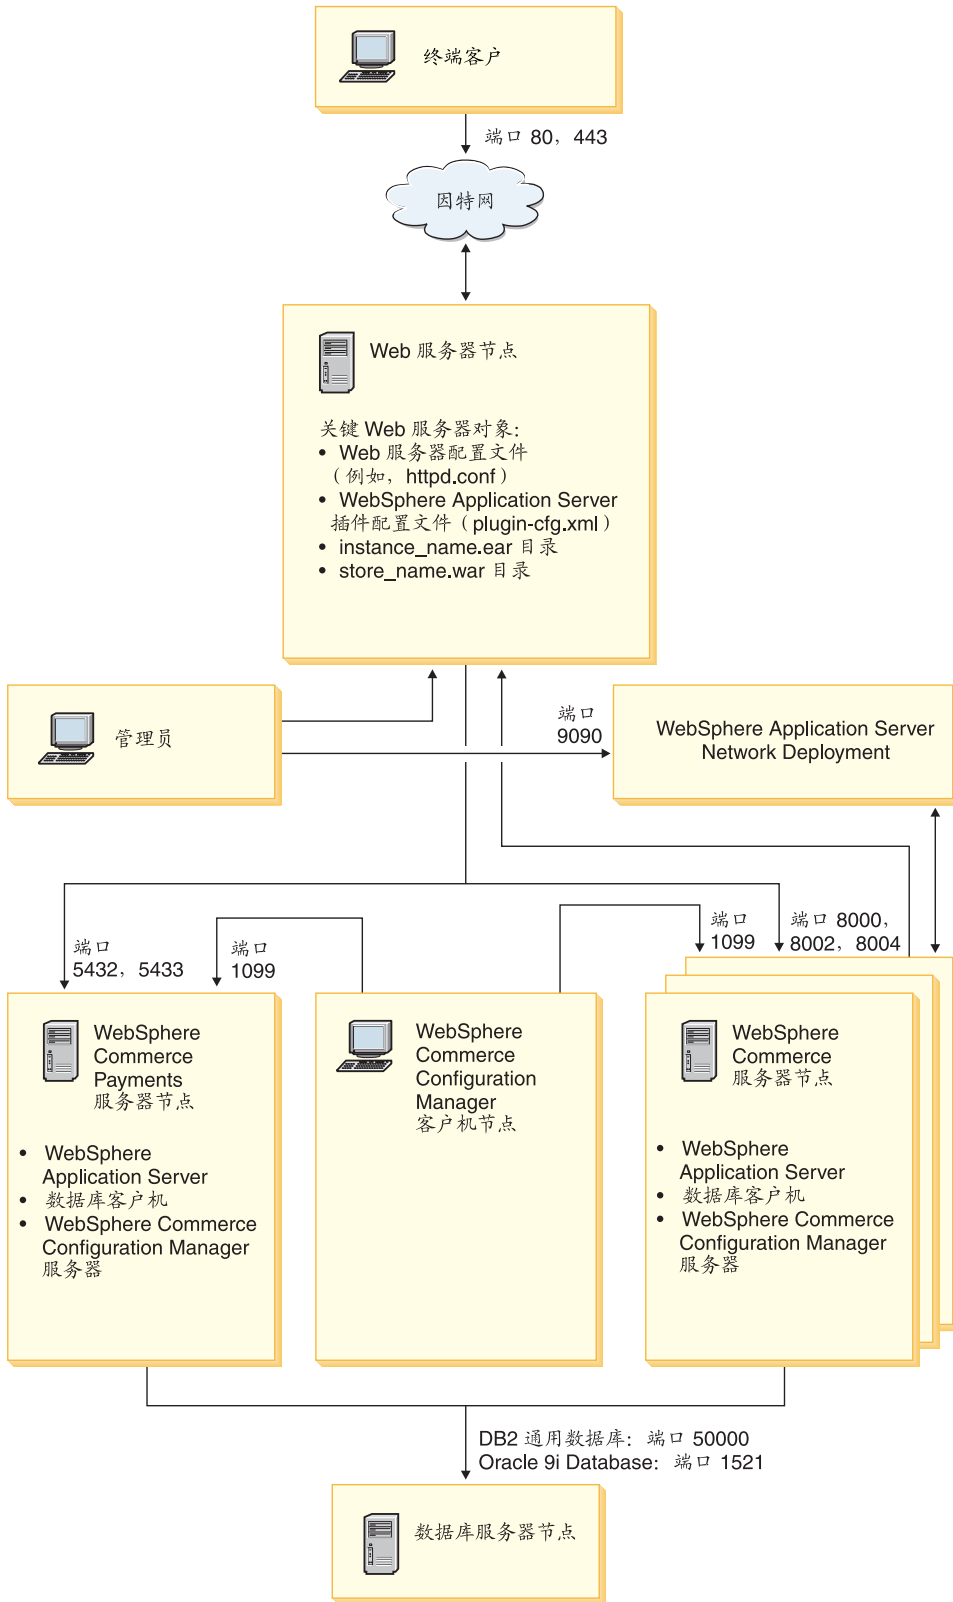 终端客户
端口 80，443
因特网
Web 服务器节点
关键 Web 服务器对象：
• Web 服务器配置文件
（例如，httpd.conf）
• WebSphere Application Server
插件配置文件（plugin-cfg.xml）
• instance_name.ear 目录
• store_name.war 目录
管理员
端口
9090
WebSphere Application Server
Network Deployment
端口
5432，5433
端口
1099
端口
1099
端口 8000，
8002，8004
WebSphere
Commerce
Payments
服务器节点
• WebSphere
Application Server
• 数据库客户机
• WebSphere Commerce
Configuration Manager
服务器
WebSphere
Commerce
Configuration
Manager
客户机节点
WebSphere
Commerce
服务器节点
• WebSphere
Application Server
• 数据库客户机
• WebSphere Commerce
Configuration Manager
服务器
DB2 通用数据库：端口 50000
Oracle 9i Database：端口 1521
数据库服务器节点